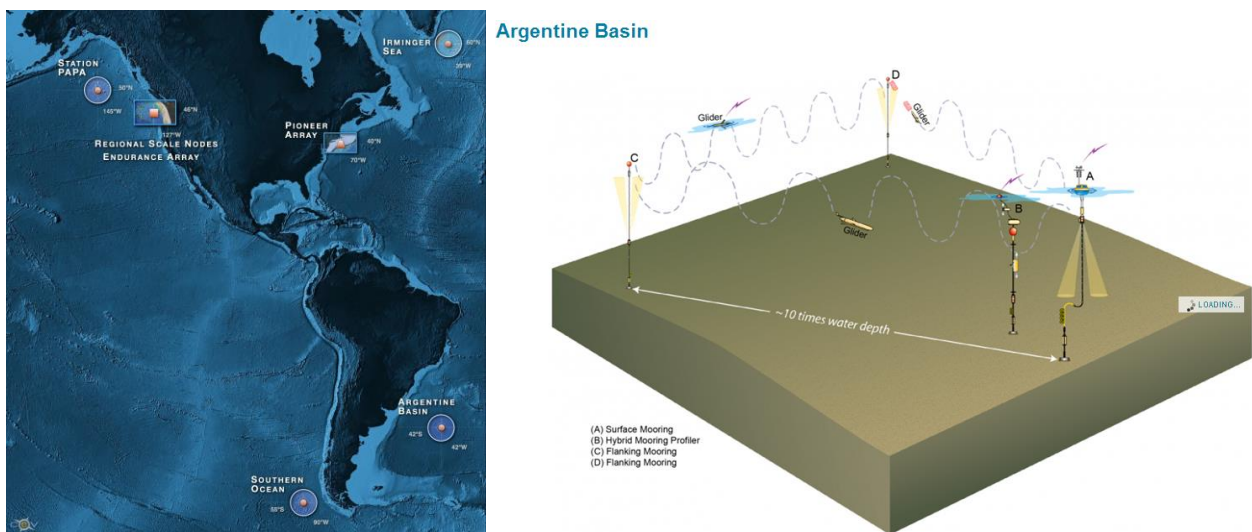 IRMINGER
SEA
60°N
39°W
STATION
PAPA
50°N
145°W
45°N
127°W
REGIONAL SCALE NODES
ENDURANCE ARRAY
PIONEER
ARRAY
40°N
70°W
ARGENTINE
BASIN
42°S
42°W
SOUTHERN
OCEAN
55°S
90°W
Argentine Basin
D
Glider
Glider
C
A
B
Glider
~10 times water depth
LOADING...
(A) Surface Mooring
(B) Hybrid Mooring Profiler
(C) Flanking Mooring
(D) Flanking Mooring